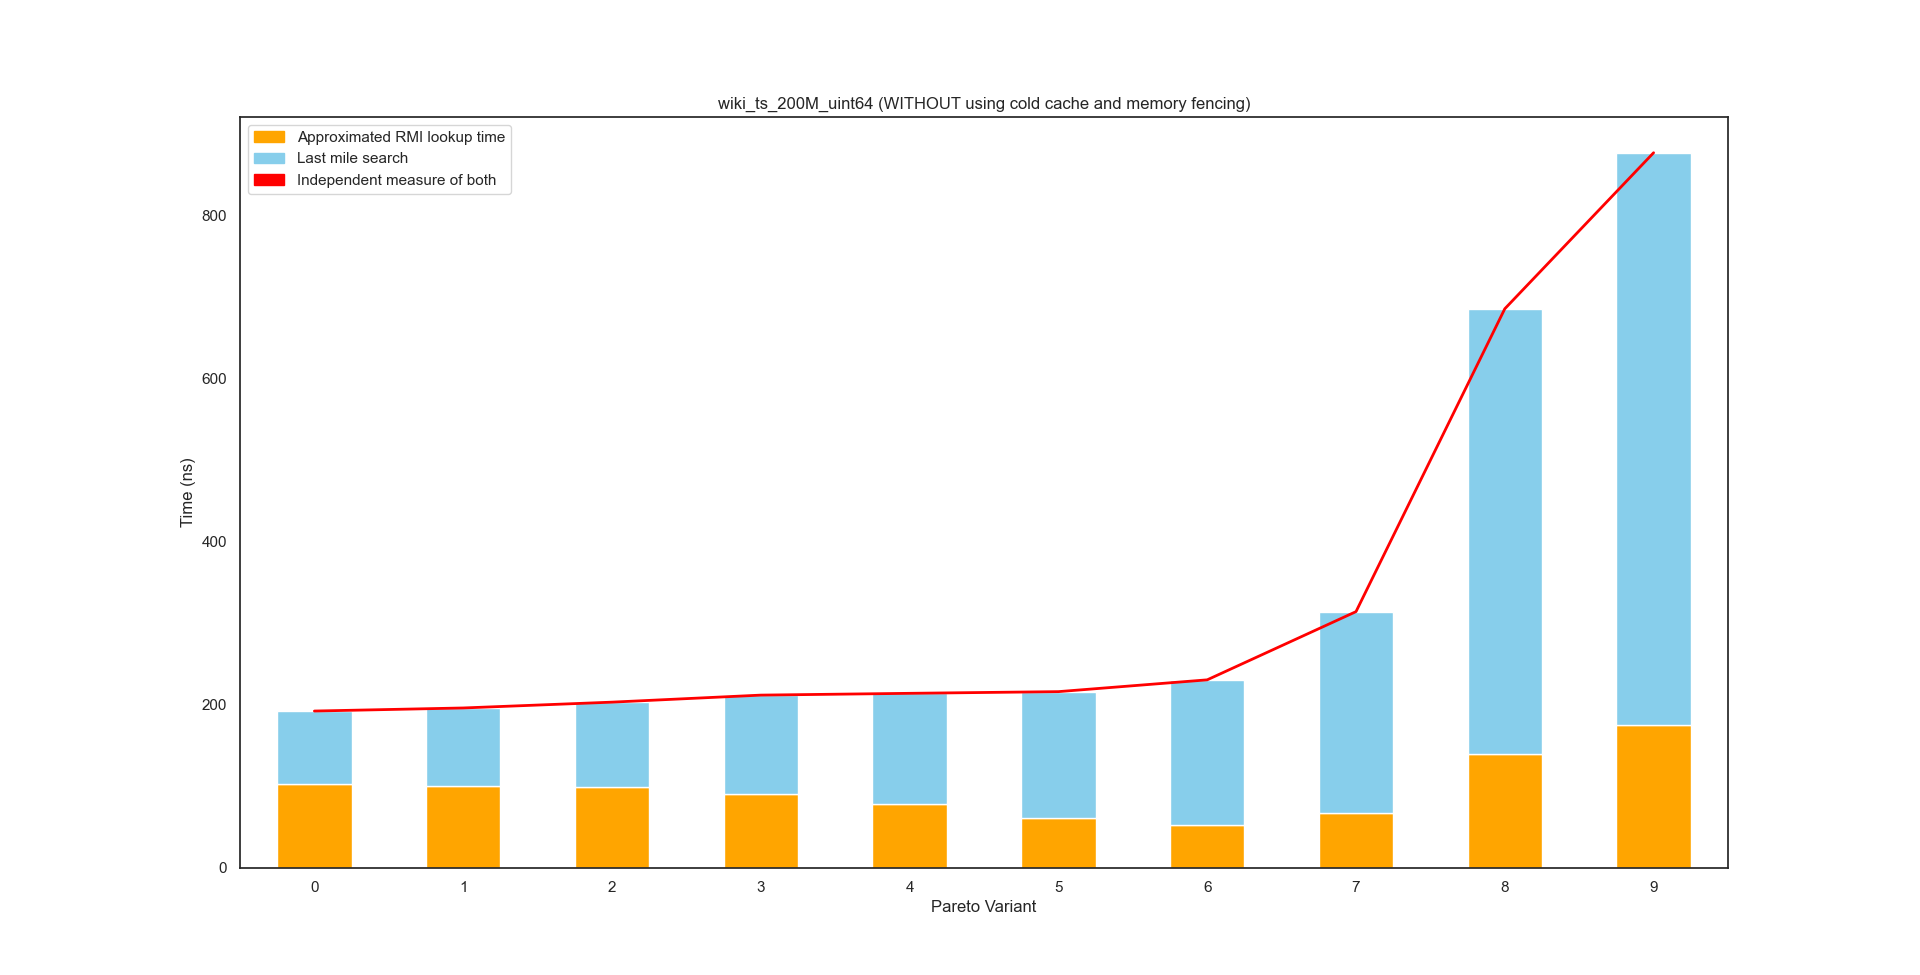 wiki_ts_200M_uint64 (WITHOUT using cold cache and memory fencing)
Approximated RMI lookup time
Last mile search
Independent measure of both
800
600
400
200
0
Time (ns)
0 1 2 3 4 5 6 7 8 9
Pareto Variant